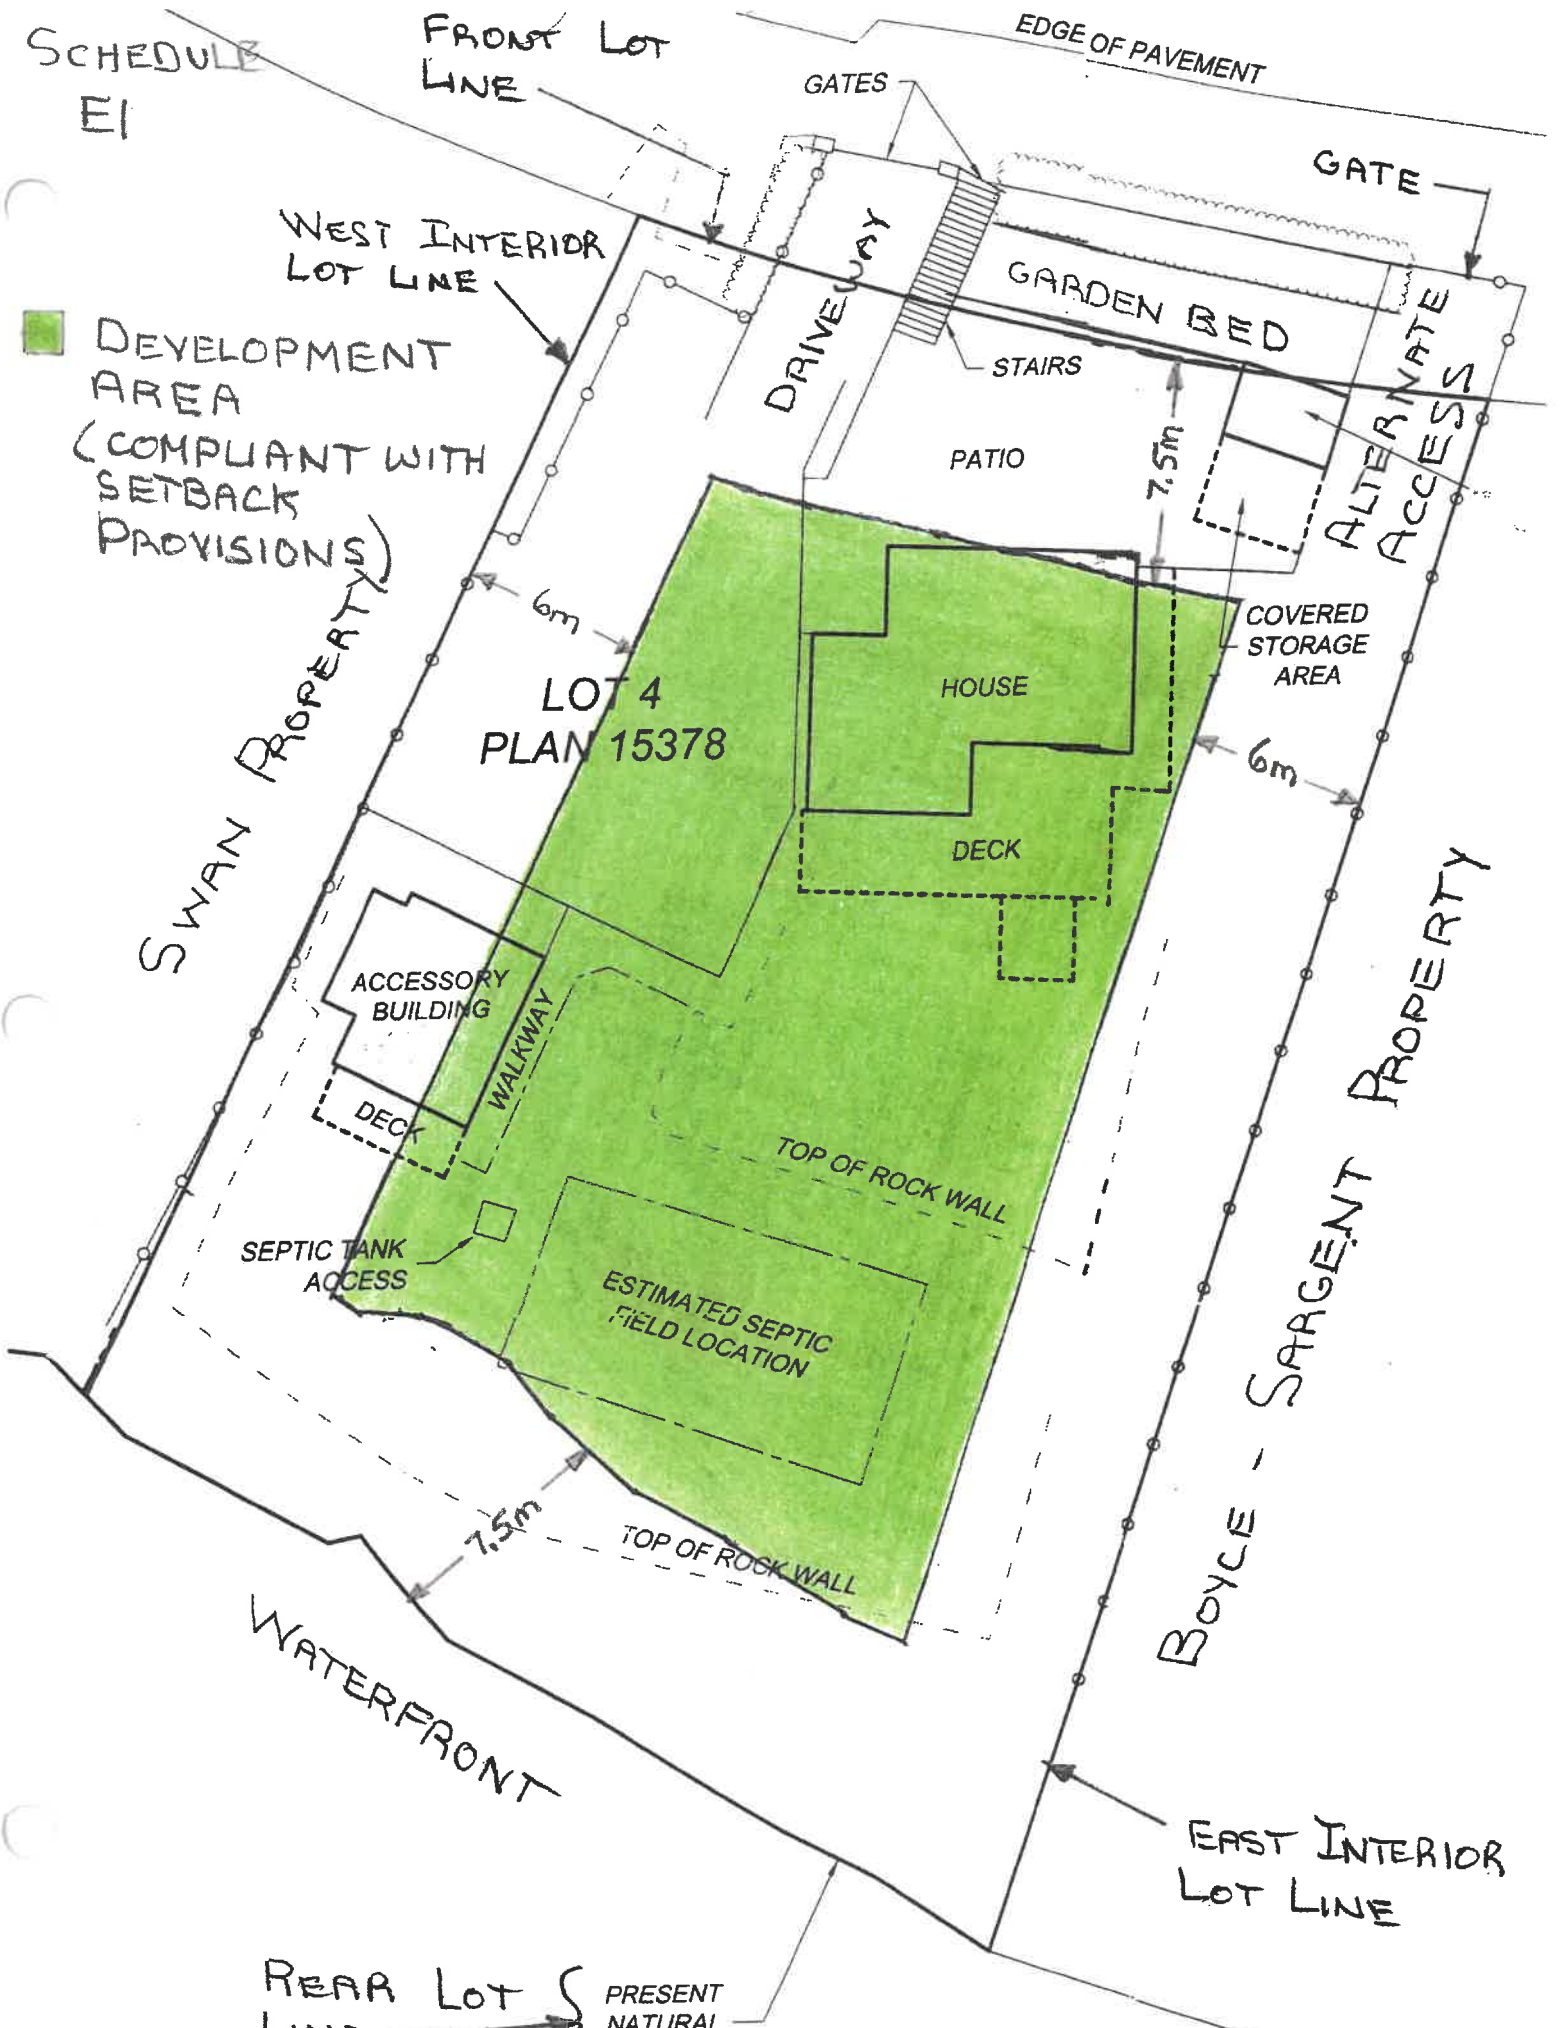 SCHEDULE
E1
FRONT LOT
LINE
GATES
EDGE OF PAVEMENT
GATE
WEST INTERIOR
LOT LINE
DRIVEWAY
GARDEN BED
ALTERNATE
ACCESS
STAIRS
DEVELOPMENT
AREA
(COMPLIANT WITH
SETBACK
PROVISIONS)
PATIO
7.5m
6m
COVERED
STORAGE
AREA
SWAN PROPERTY
LOT 4
PLAN 15378
HOUSE
6m
DECK
ACCESSORY
BUILDING
WALKWAY
DECK
BOYCE - SARGENT PROPERTY
TOP OF ROCK WALL
SEPTIC TANK
ACCESS
ESTIMATED SEPTIC
FIELD LOCATION
7.5m
TOP OF ROCK WALL
WATERFRONT
EAST INTERIOR
LOT LINE
REAR LOT
LINE
PRESENT
NATURAL